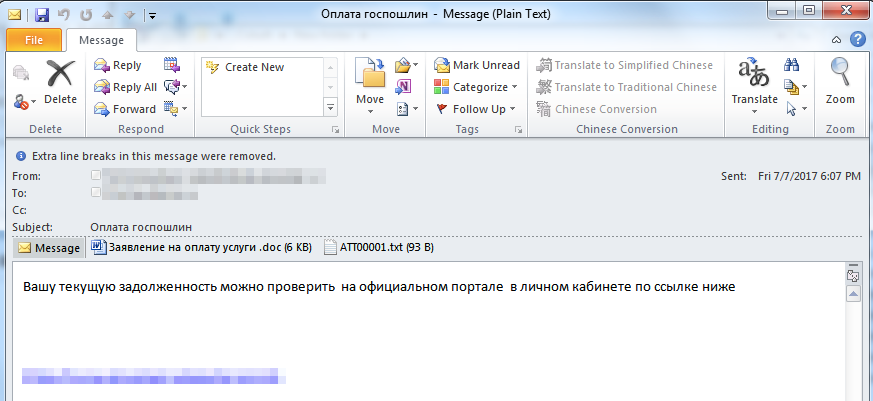 Оплата госпошлин - Message (Plain Text)
File
Message
Delete
Reply
Reply All
Forward
Create New
Move
Mark Unread
Categorize
Follow Up
Translate to Simplified Chinese
Translate to Traditional Chinese
Chinese Conversion
Translate
Zoom
Delete
Respond
Quick Steps
Move
Tags
Chinese Conversion
Editing
Zoom
Extra line breaks in this message were removed.
From:
Sent: Fri 7/7/2017 6:07 PM
To:
Cc:
Subject: Оплата госпошлин
Message
Заявление на оплату услуги .doc (6 KB)
ATT00001.txt (93 B)
Вашу текущую задолженность можно проверить на официальном портале в личном кабинете по ссылке ниже